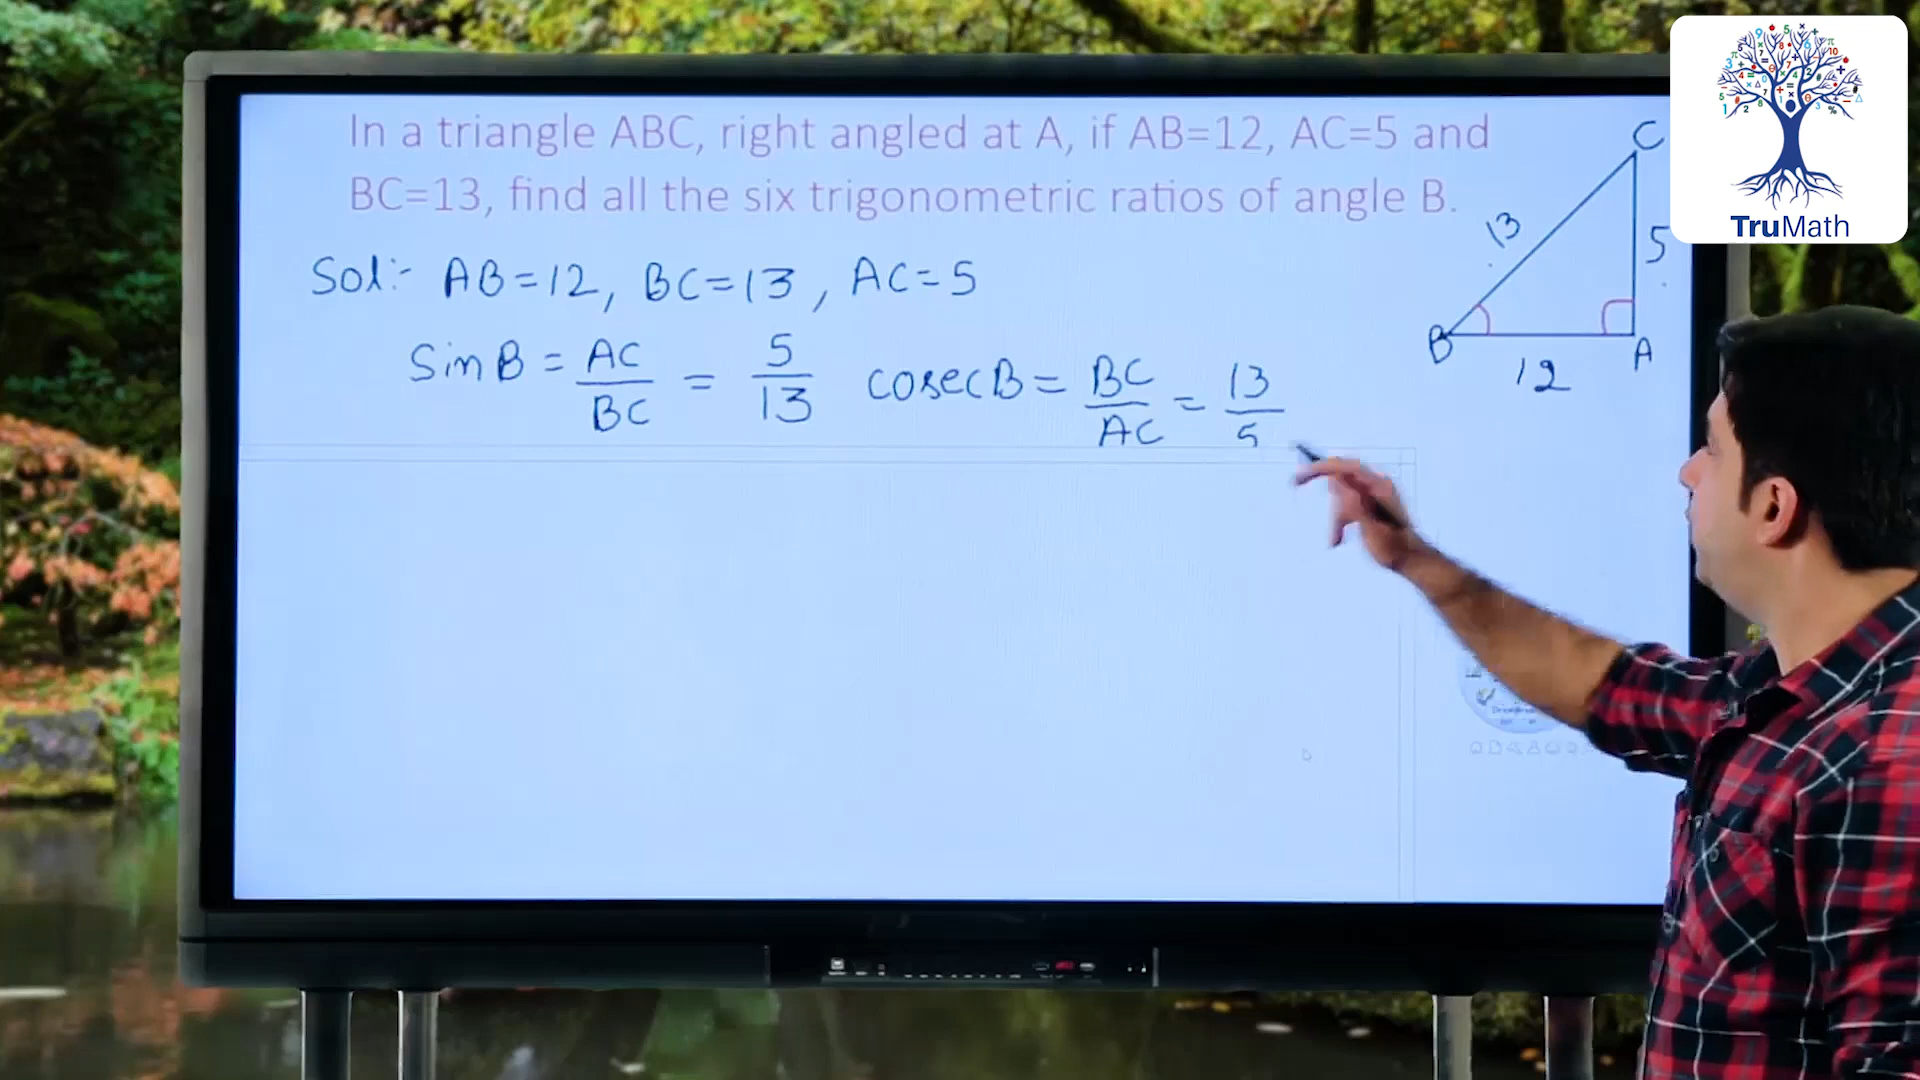 In a triangle ABC, right angled at A, if AB=12, AC=5 and
BC=13, find all the six trigonometric ratios of angle B.
Sol:- AB=12, BC=13, AC=5
SinB = AC/BC = 5/13 cosecB = BC/AC = 13/5
C
13
5
B
A
12
TruMath